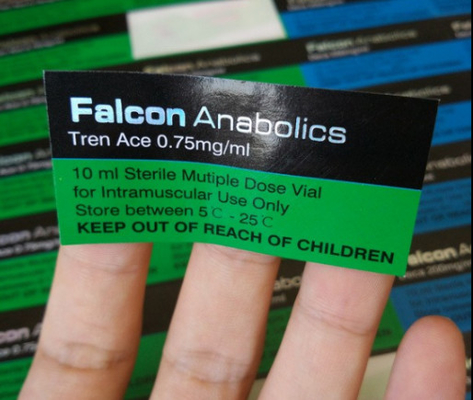 Falcon Anabolics
Tren Ace 0.75mg/ml
10 ml Sterile Mutiple Dose Vial
for Intramuscular Use Only
Store between 5℃ - 25℃
KEEP OUT OF REACH OF CHILDREN